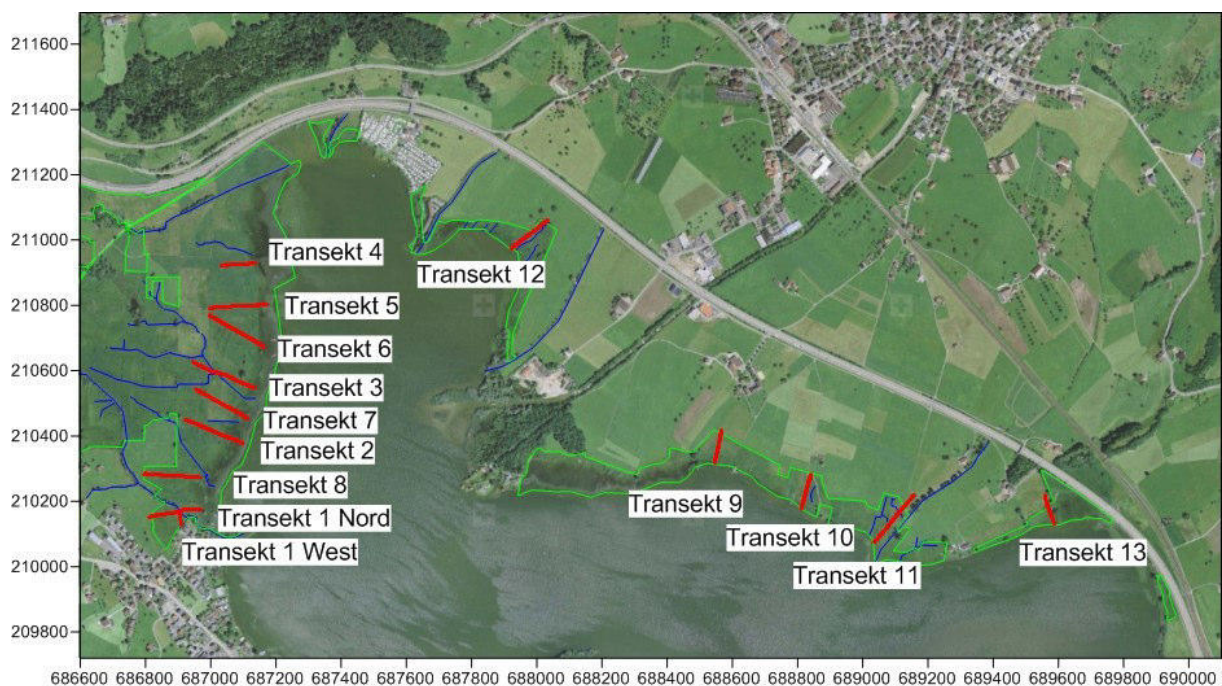 211600
211400
211200
211000
210800
210600
210400
210200
210000
209800
Transekt 4
Transekt 12
Transekt 5
Transekt 6
Transekt 3
Transekt 7
Transekt 2
Transekt 8
Transekt 1 Nord
Transekt 1 West
Transekt 9
Transekt 10
Transekt 11
Transekt 13
686600 686800 687000 687200 687400 687600 687800 688000 688200 688400 688600 688800 689000 689200 689400 689600 689800 690000